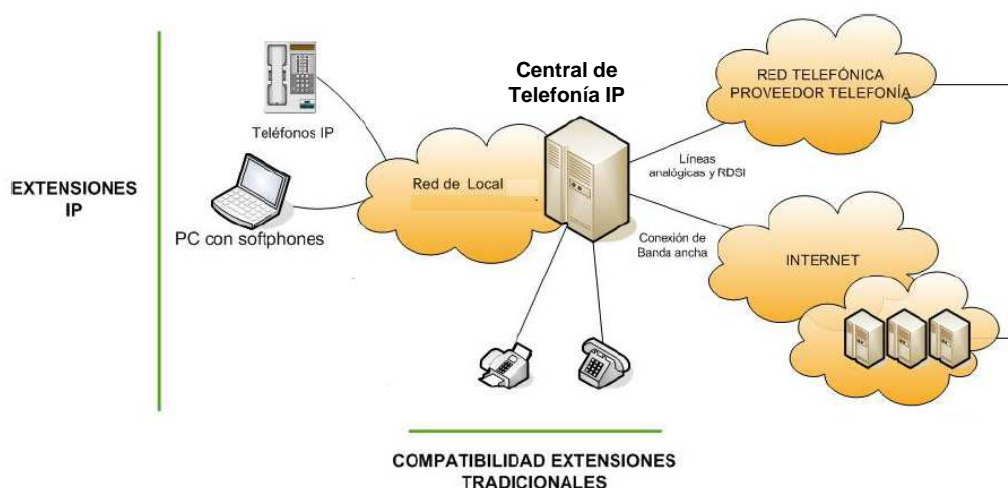 Central de
Telefonía IP
RED TELEFÓNICA
PROVEEDOR TELEFONÍA
Teléfonos IP
Líneas
analógicas y RDSI
EXTENSIONES
IP
Red de Local
PC con softphones
Conexión de
Banda ancha
INTERNET
COMPATIBILIDAD EXTENSIONES
TRADICIONALES